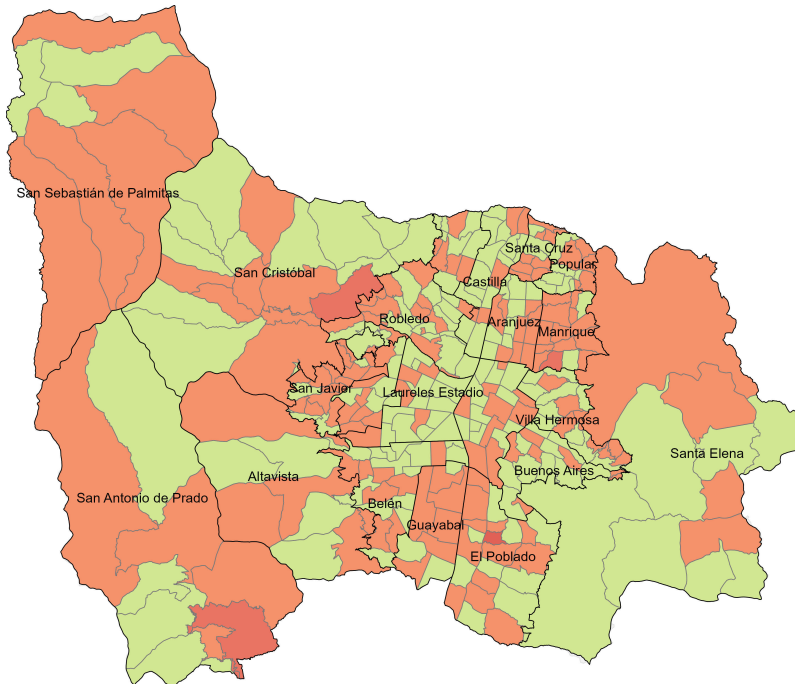 San Sebastián de Palmitas
Santa Cruz
Popular
San Cristóbal
Castilla
Robledo
Aranjuez
Manrique
San Javier
Laureles Estadio
Villa Hermosa
Santa Elena
Buenos Aires
Altavista
San Antonio de Prado
Belén
Guayabal
El Poblado